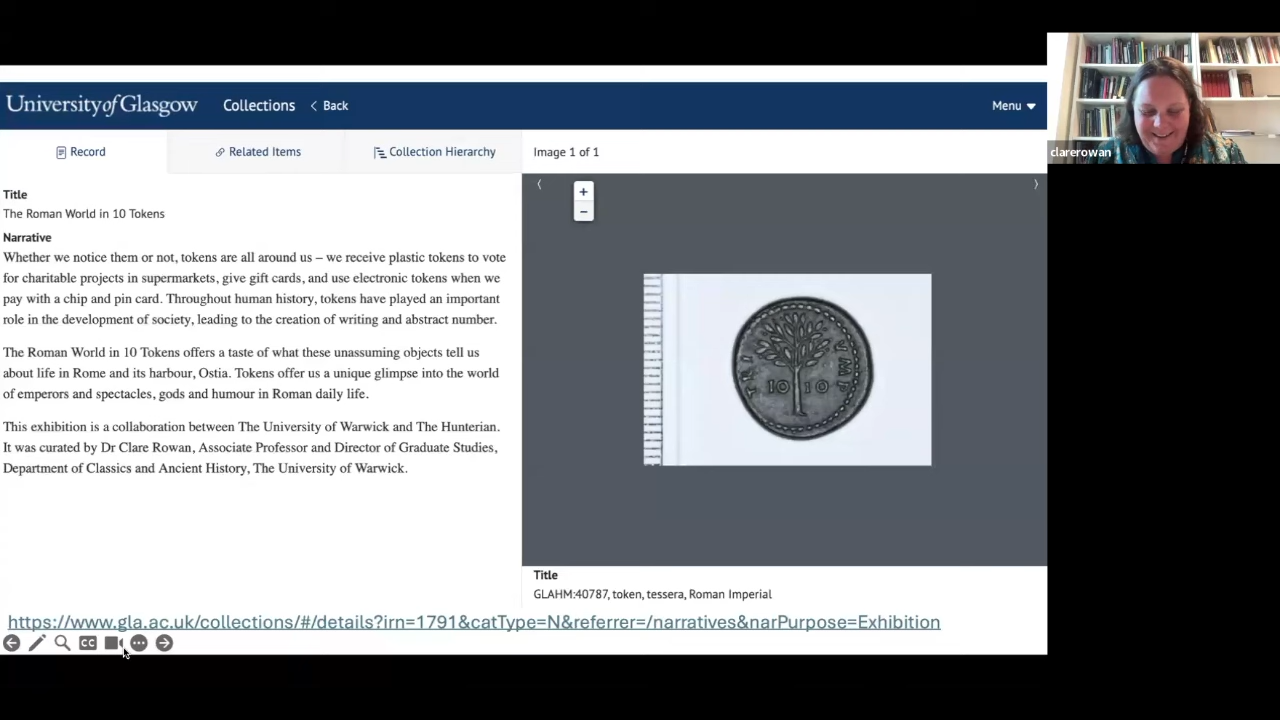 University of Glasgow
Collections
Back
Menu
Record
Related Items
Collection Hierarchy
Image 1 of 1
Title
The Roman World in 10 Tokens
Narrative
Whether we notice them or not, tokens are all around us – we receive plastic tokens to vote
for charitable projects in supermarkets, give gift cards, and use electronic tokens when we
pay with a chip and pin card. Throughout human history, tokens have played an important
role in the development of society, leading to the creation of writing and abstract number.
The Roman World in 10 Tokens offers a taste of what these unassuming objects tell us
about life in Rome and its harbour, Ostia. Tokens offer us a unique glimpse into the world
of emperors and spectacles, gods and humour in Roman daily life.
This exhibition is a collaboration between The University of Warwick and The Hunterian.
It was curated by Dr Clare Rowan, Associate Professor and Director of Graduate Studies,
Department of Classics and Ancient History, The University of Warwick.
TRI VMP
IO IO
Title
GLAHM:40787, token, tessera, Roman Imperial
https://www.gla.ac.uk/collections/#/details?irn=1791&catType=N&referrer=/narratives&narPurpose=Exhibition
CC
clarerowan